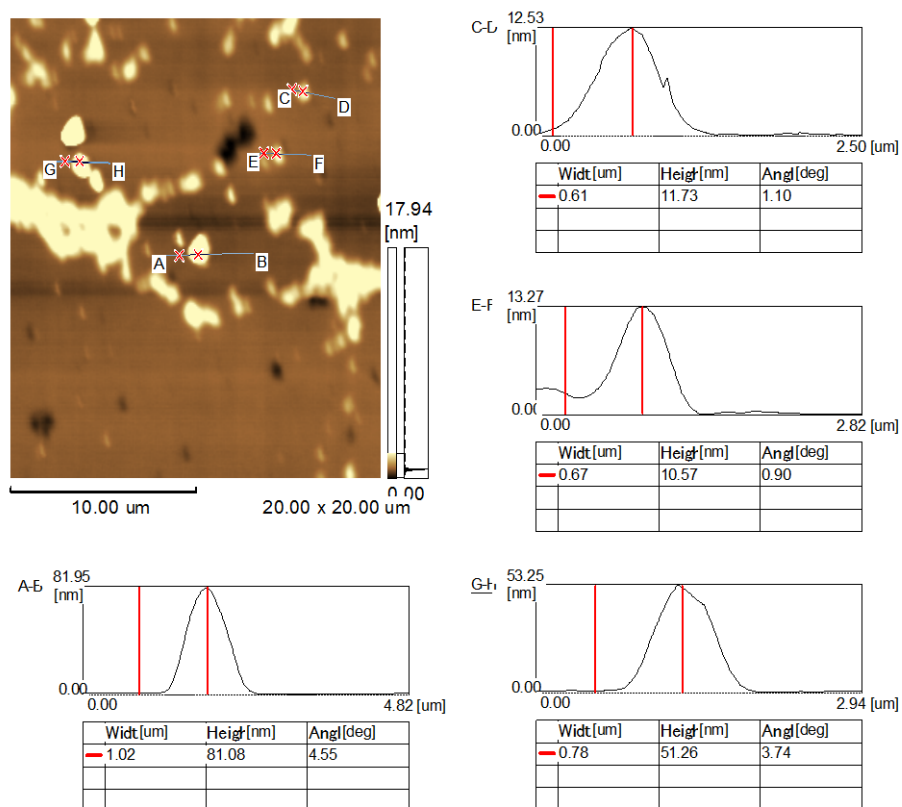 C
D
E
F
G
H
A
B
17.94
[nm]
0.00
10.00 um
20.00 x 20.00 um
C-D
12.53
[nm]
0.00
0.00
2.50 [um]
Widt[um] Heigh[nm] Angl[deg]
0.61 11.73 1.10
E-F
13.27
[nm]
0.00
0.00
2.82 [um]
Widt[um] Heigh[nm] Angl[deg]
0.67 10.57 0.90
A-B
81.95
[nm]
0.00
0.00
4.82 [um]
Widt[um] Heigh[nm] Angl[deg]
1.02 81.08 4.55
G-H
53.25
[nm]
0.00
0.00
2.94 [um]
Widt[um] Heigh[nm] Angl[deg]
0.78 51.26 3.74